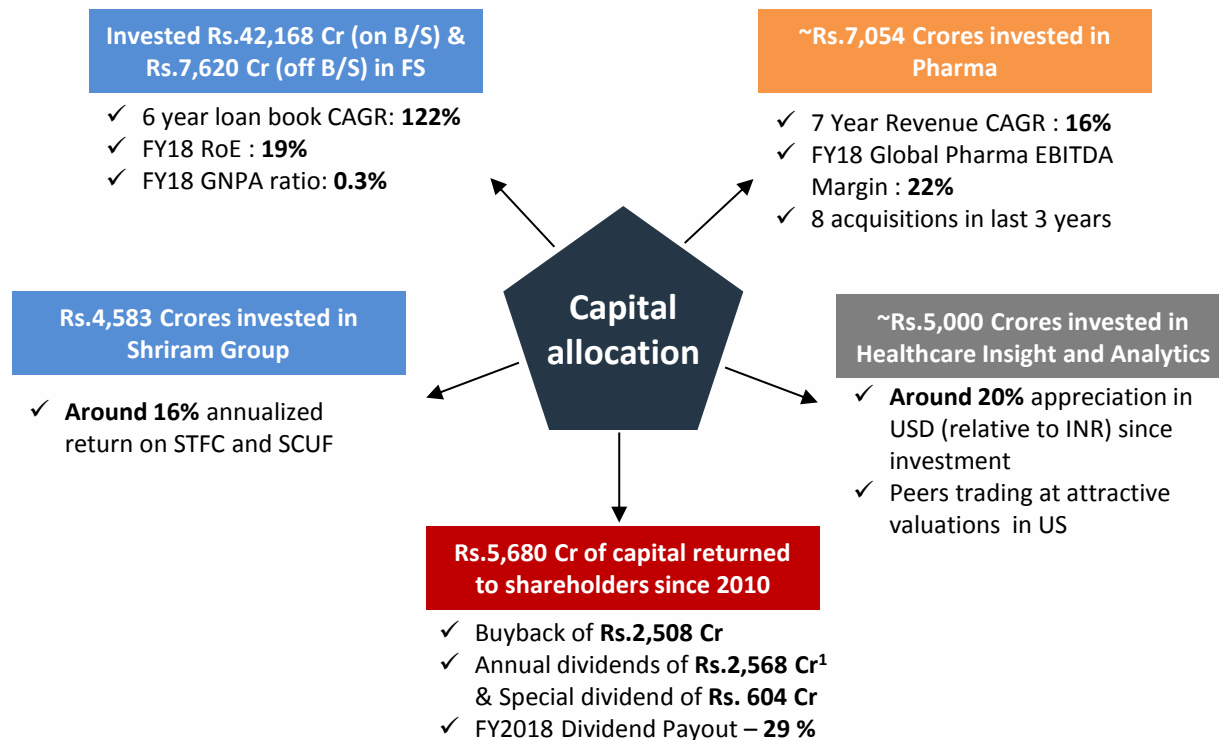 Invested Rs.42,168 Cr (on B/S) &
Rs.7,620 Cr (off B/S) in FS
✓ 6 year loan book CAGR: 122%
✓ FY18 RoE : 19%
✓ FY18 GNPA ratio: 0.3%
~Rs.7,054 Crores invested in
Pharma
✓ 7 Year Revenue CAGR : 16%
✓ FY18 Global Pharma EBITDA
Margin : 22%
✓ 8 acquisitions in last 3 years
Capital
allocation
Rs.4,583 Crores invested in
Shriram Group
✓ Around 16% annualized
return on STFC and SCUF
~Rs.5,000 Crores invested in
Healthcare Insight and Analytics
✓ Around 20% appreciation in
USD (relative to INR) since
investment
✓ Peers trading at attractive
valuations in US
Rs.5,680 Cr of capital returned
to shareholders since 2010
✓ Buyback of Rs.2,508 Cr
✓ Annual dividends of Rs.2,568 Cr¹
& Special dividend of Rs. 604 Cr
✓ FY2018 Dividend Payout – 29 %